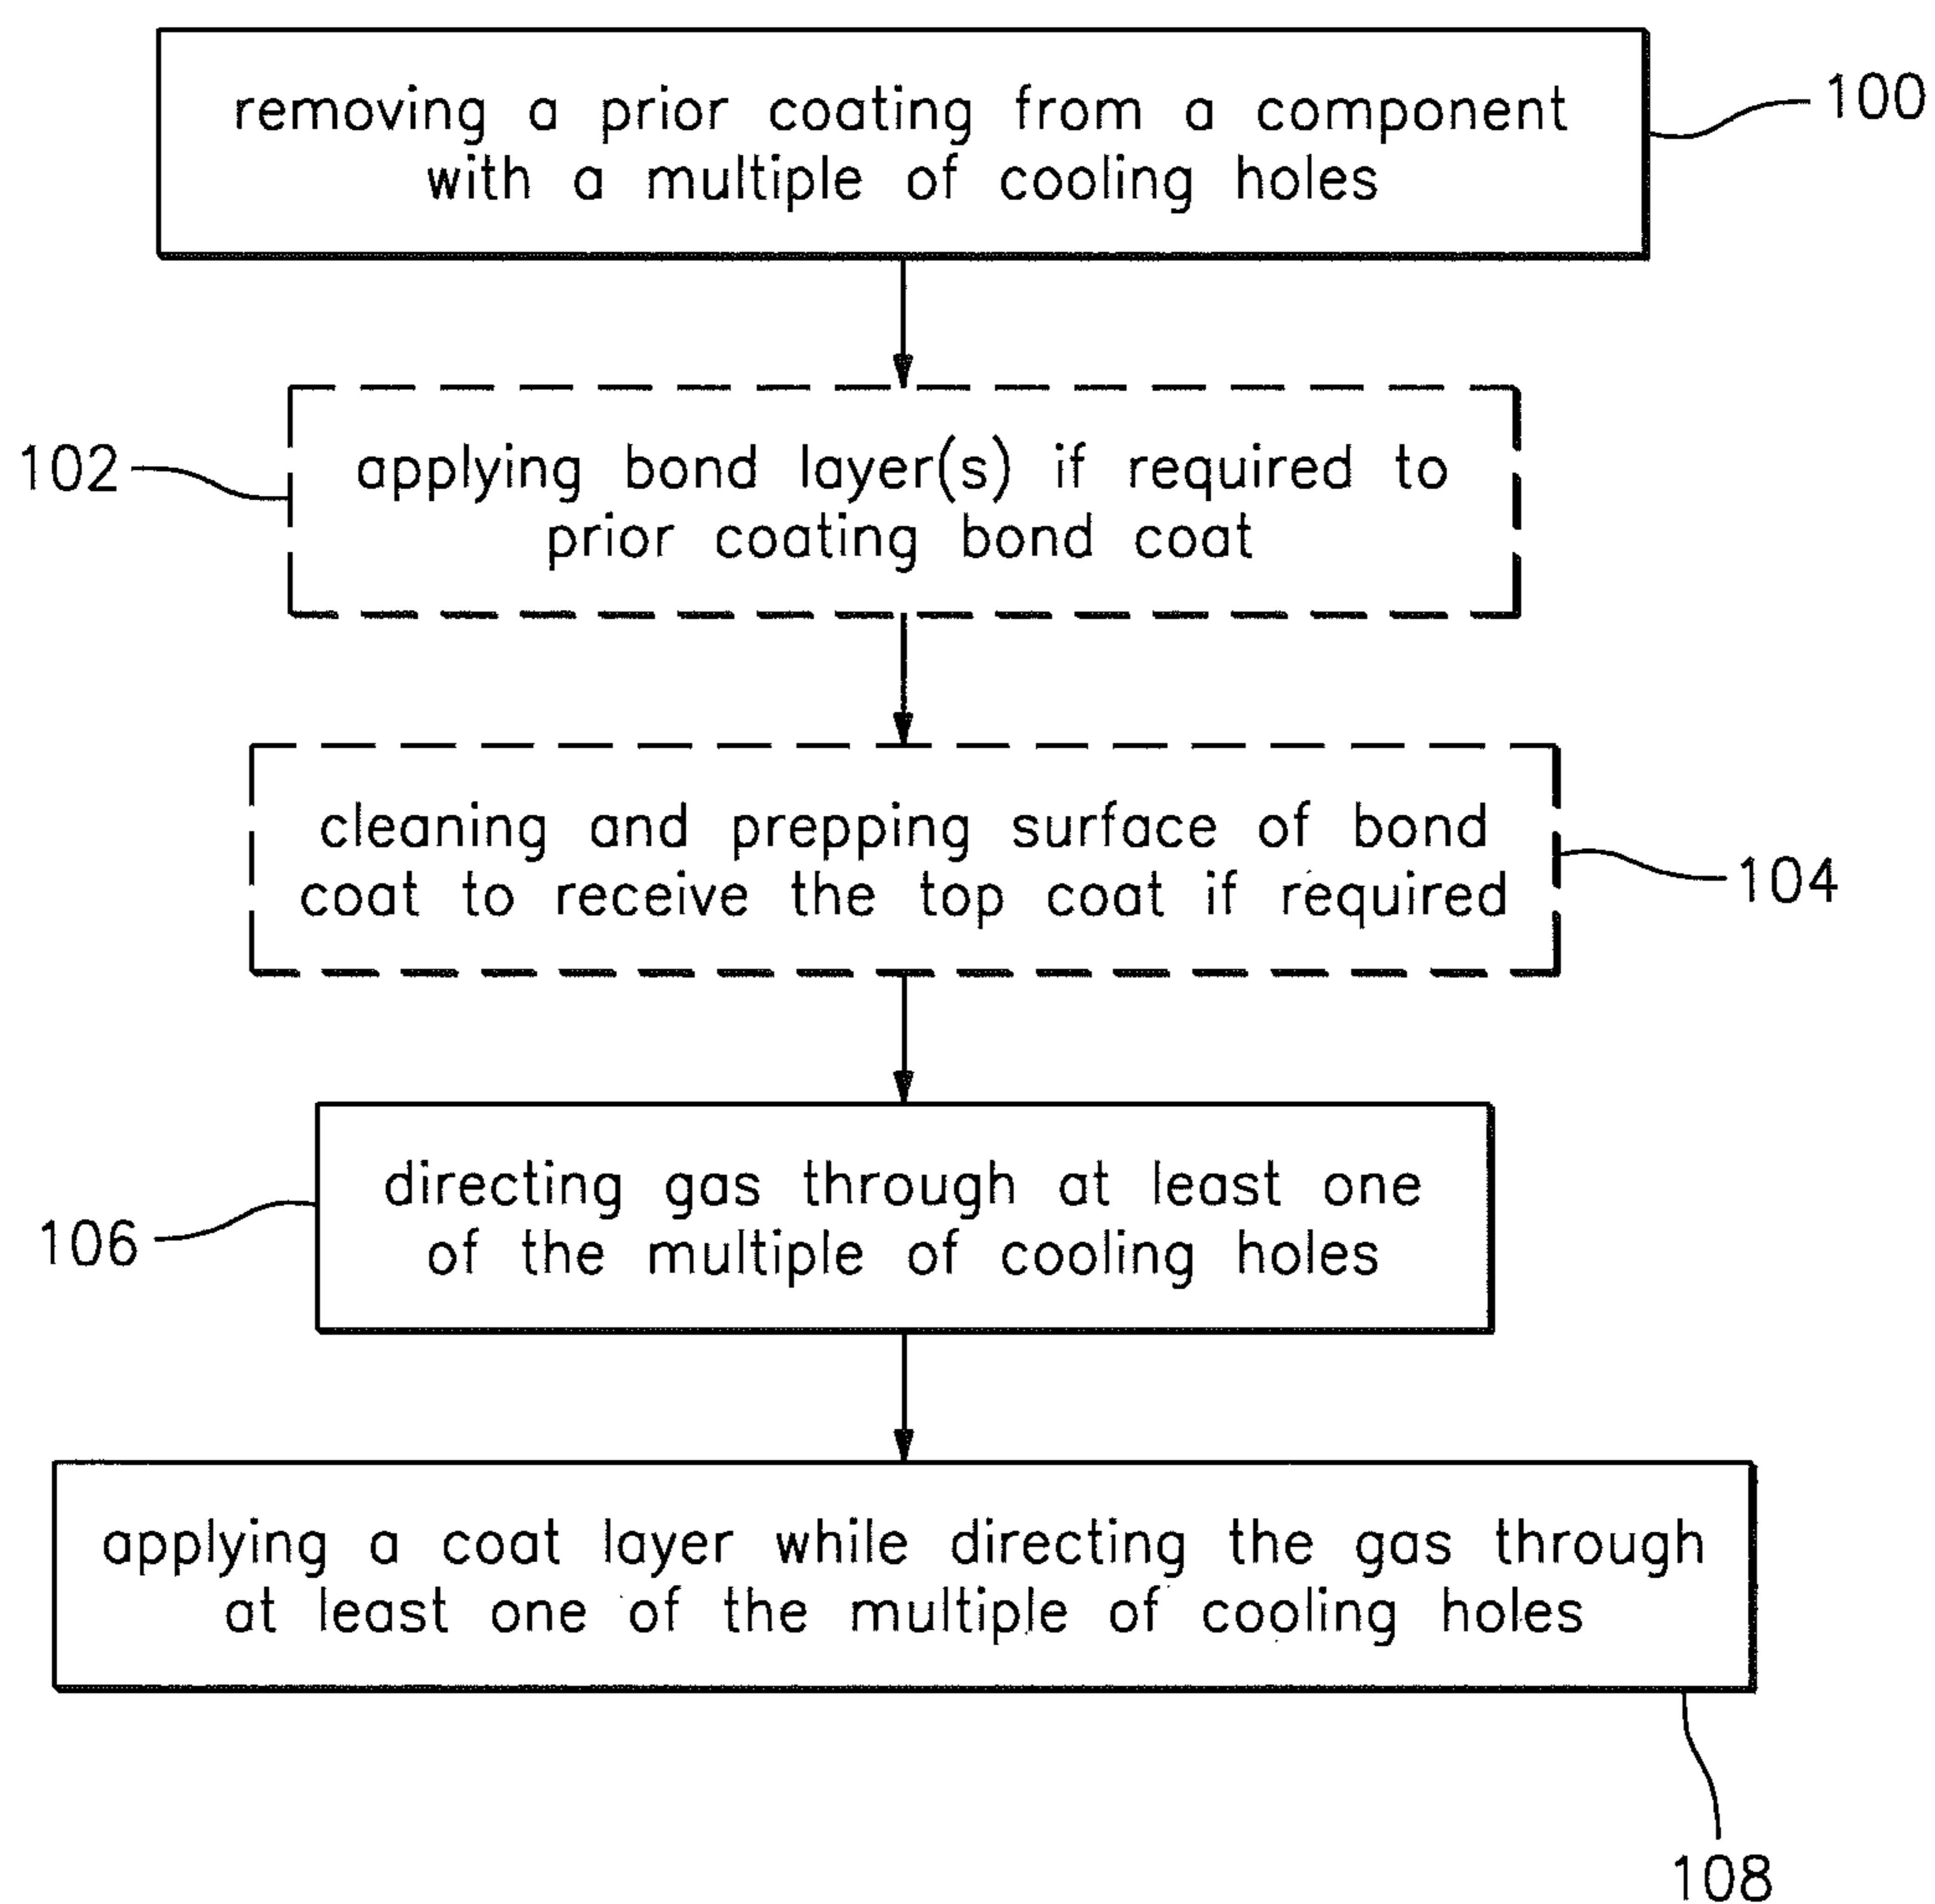 removing a prior coating from a component
with a multiple of cooling holes
100
applying bond layer(s) if required to
prior coating bond coat
102
cleaning and prepping surface of bond
coat to receive the top coat if required
104
directing gas through at least one
of the multiple of cooling holes
106
applying a coat layer while directing the gas through
at least one of the multiple of cooling holes
108